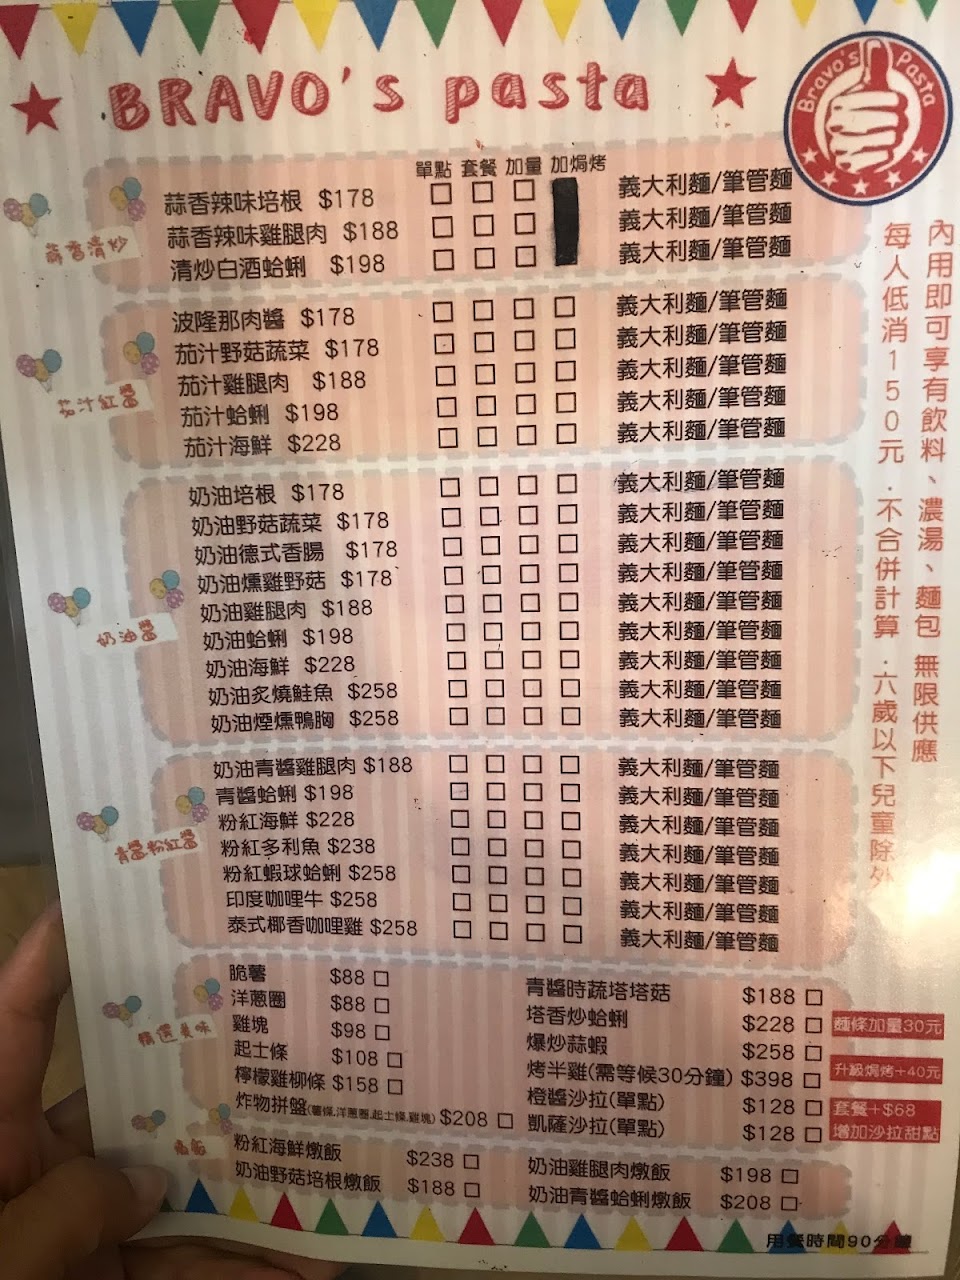 BRAVO's pasta
Bravo's Pasta
單點 套餐 加量 加焗烤
蒜香清炒
蒜香辣味培根 $178 義大利麵/筆管麵
蒜香辣味雞腿肉 $188 義大利麵/筆管麵
清炒白酒蛤蜊 $198 義大利麵/筆管麵
茄汁紅醬
波隆那肉醬 $178 義大利麵/筆管麵
茄汁野菇蔬菜 $178 義大利麵/筆管麵
茄汁雞腿肉 $188 義大利麵/筆管麵
茄汁蛤蜊 $198 義大利麵/筆管麵
茄汁海鮮 $228 義大利麵/筆管麵
奶油醬
奶油培根 $178 義大利麵/筆管麵
奶油野菇蔬菜 $178 義大利麵/筆管麵
奶油德式香腸 $178 義大利麵/筆管麵
奶油燻雞野菇 $178 義大利麵/筆管麵
奶油雞腿肉 $188 義大利麵/筆管麵
奶油蛤蜊 $198 義大利麵/筆管麵
奶油海鮮 $228 義大利麵/筆管麵
奶油炙燒鮭魚 $258 義大利麵/筆管麵
奶油煙燻鴨胸 $258 義大利麵/筆管麵
青醬粉紅醬
奶油青醬雞腿肉 $188 義大利麵/筆管麵
青醬蛤蜊 $198 義大利麵/筆管麵
粉紅海鮮 $228 義大利麵/筆管麵
粉紅多利魚 $238 義大利麵/筆管麵
粉紅蝦球蛤蜊 $258 義大利麵/筆管麵
印度咖哩牛 $258 義大利麵/筆管麵
泰式椰香咖哩雞 $258 義大利麵/筆管麵
精選美味
脆薯 $88
洋蔥圈 $88
雞塊 $98
起士條 $108
檸檬雞柳條 $158
炸物拼盤(薯條,洋蔥圈,起士條,雞塊) $208
青醬時蔬塔塔菇 $188
塔香炒蛤蜊 $228
爆炒蒜蝦 $258
烤半雞(需等候30分鐘) $398
橙醬沙拉(單點) $128
凱薩沙拉(單點) $128
麵條加量30元
升級焗烤+40元
套餐+$68
增加沙拉甜點
燉飯
粉紅海鮮燉飯 $238
奶油野菇培根燉飯 $188
奶油雞腿肉燉飯 $198
奶油青醬蛤蜊燉飯 $208
內用即可享有飲料、濃湯、麵包 無限供應
每人低消150元.不合併計算.六歲以下兒童除外
用餐時間90分鐘